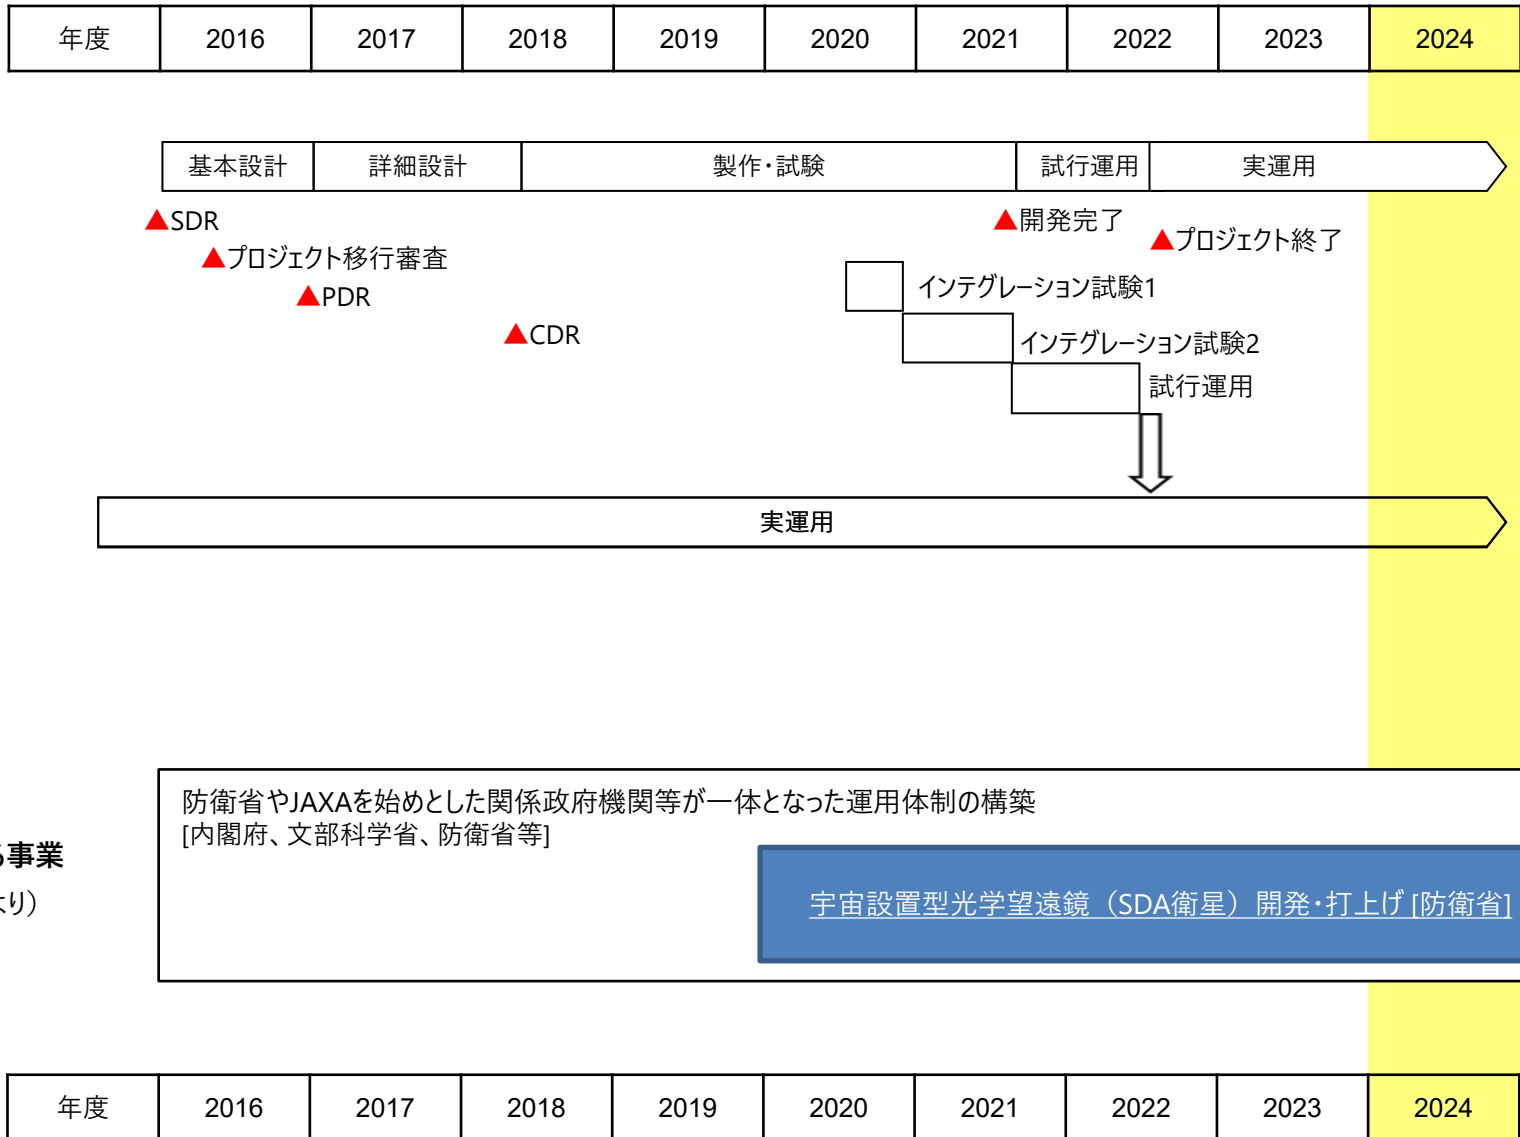 年度 2016 2017 2018 2019 2020 2021 2022 2023 2024
基本設計 詳細設計 製作・試験 試行運用 実運用
▲SDR ▲開発完了
▲プロジェクト終了
▲プロジェクト移行審査
インテグレーション試験1
▲PDR
▲CDR
インテグレーション試験2
試行運用
実運用
防衛省やJAXAを始めとした関係政府機関等が一体となった運用体制の構築
[内閣府、文部科学省、防衛省等]
る事業
より）
宇宙設置型光学望遠鏡（SDA衛星）開発・打上げ [防衛省]
年度 2016 2017 2018 2019 2020 2021 2022 2023 2024